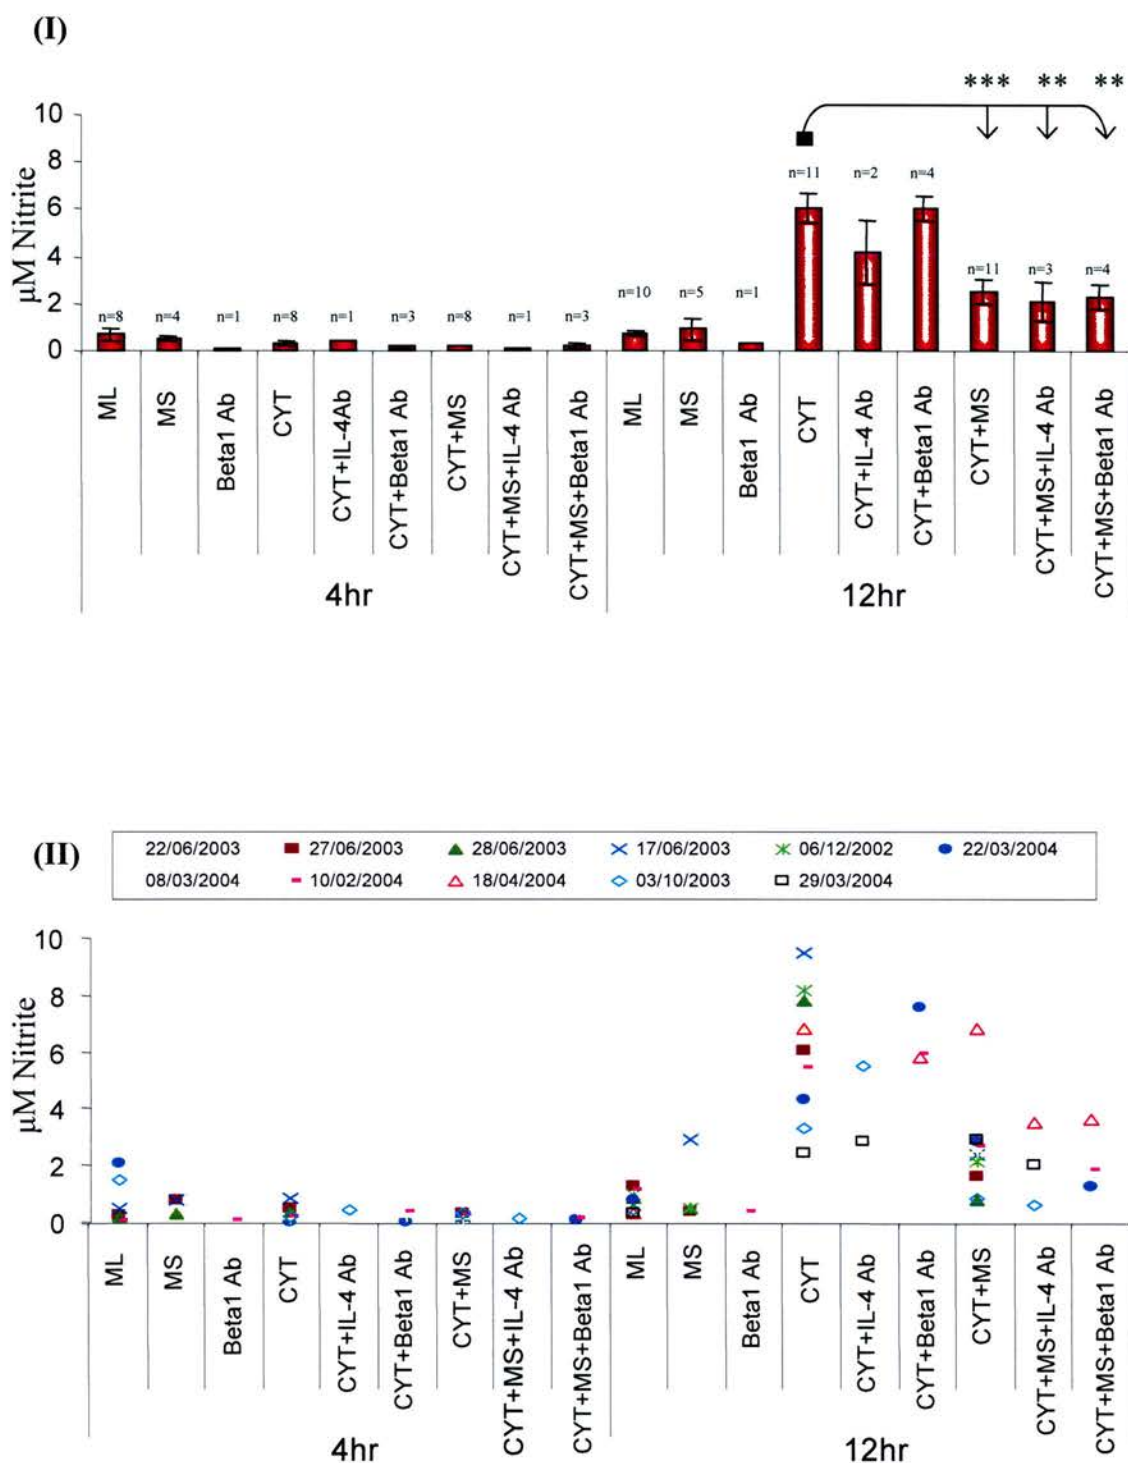 (I)
*** ** **
10
8
6
4
2
0
µM Nitrite
n=8 n=4 n=1 n=8 n=1 n=3 n=8 n=1 n=3 n=10 n=5 n=1 n=11 n=2 n=4 n=11 n=3 n=4
ML
MS
Beta1 Ab
CYT
CYT+IL-4Ab
CYT+Beta1 Ab
CYT+MS
CYT+MS+IL-4 Ab
CYT+MS+Beta1 Ab
ML
MS
Beta1 Ab
CYT
CYT+IL-4 Ab
CYT+Beta1 Ab
CYT+MS
CYT+MS+IL-4 Ab
CYT+MS+Beta1 Ab
4hr 12hr
(II)
22/06/2003 27/06/2003 28/06/2003 17/06/2003 06/12/2002 22/03/2004
08/03/2004 10/02/2004 18/04/2004 03/10/2003 29/03/2004
10
8
6
4
2
0
µM Nitrite
ML
MS
Beta1 Ab
CYT
CYT+IL-4 Ab
CYT+Beta1 Ab
CYT+MS
CYT+MS+IL-4 Ab
CYT+MS+Beta1 Ab
ML
MS
Beta1 Ab
CYT
CYT+IL-4 Ab
CYT+Beta1 Ab
CYT+MS
CYT+MS+IL-4 Ab
CYT+MS+Beta1 Ab
4hr 12hr